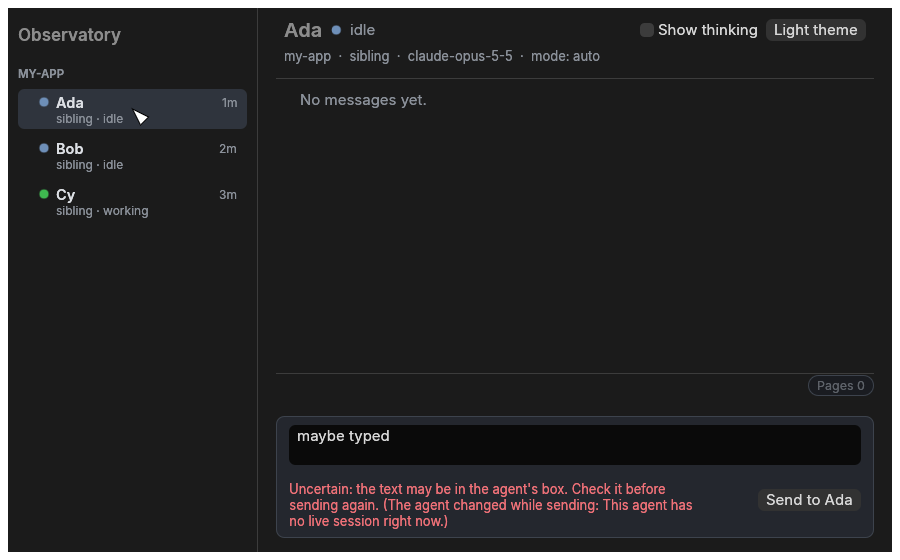 Observatory
MY-APP
Ada 1m
sibling · idle
Bob 2m
sibling · idle
Cy 3m
sibling · working
Ada idle
Show thinking Light theme
my-app · sibling · claude-opus-5-5 · mode: auto
No messages yet.
Pages 0
maybe typed
Uncertain: the text may be in the agent's box. Check it before
sending again. (The agent changed while sending: This agent has
no live session right now.)
Send to Ada